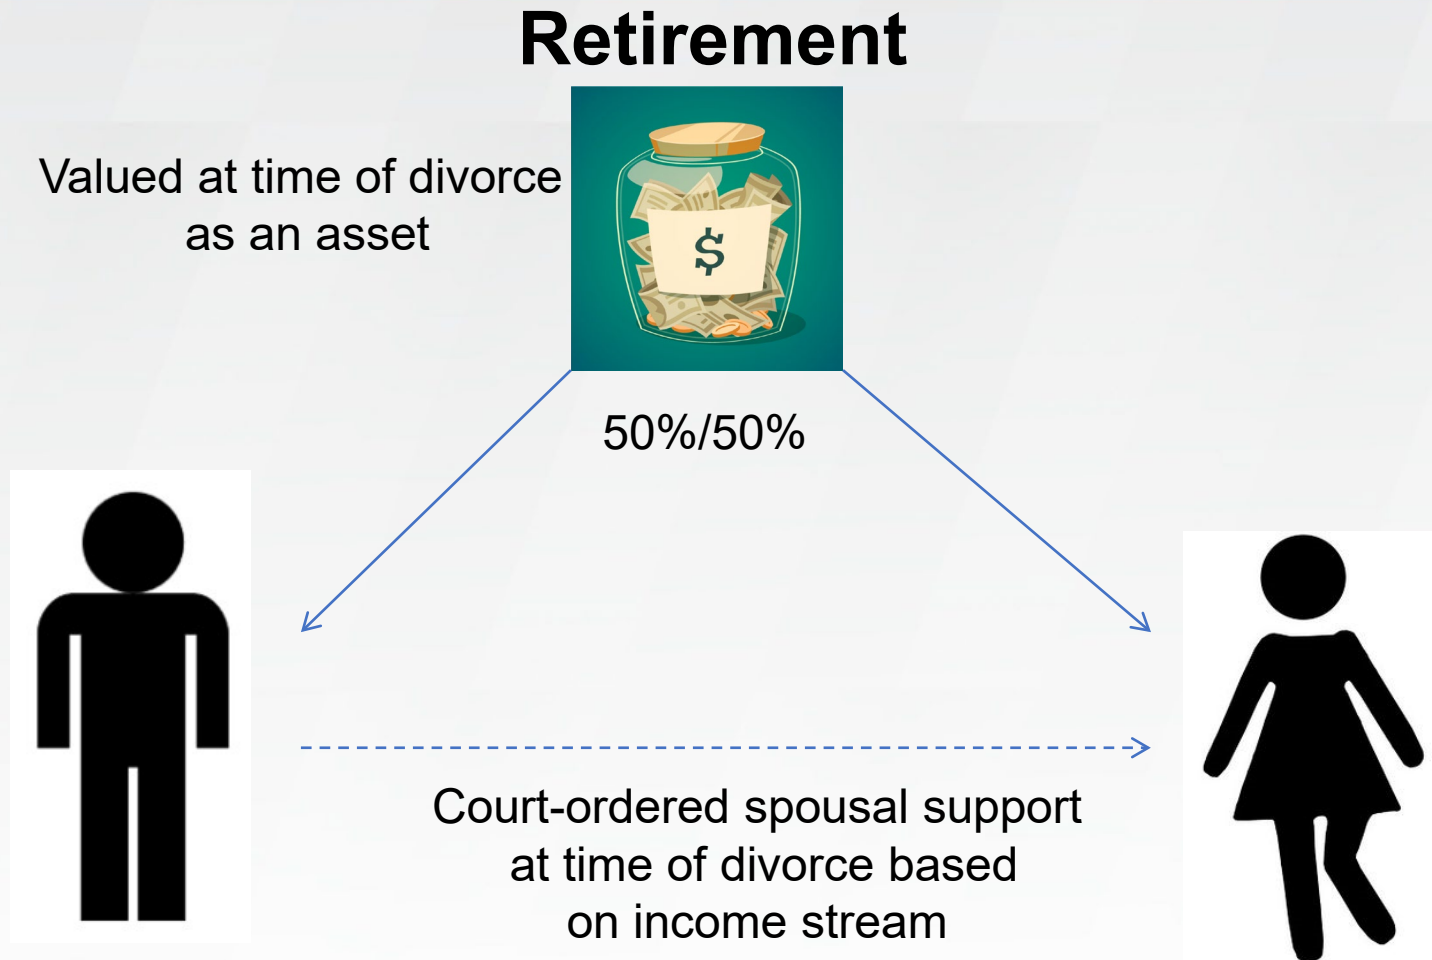 Retirement
Valued at time of divorce
as an asset
$
50%/50%
Court-ordered spousal support
at time of divorce based
on income stream